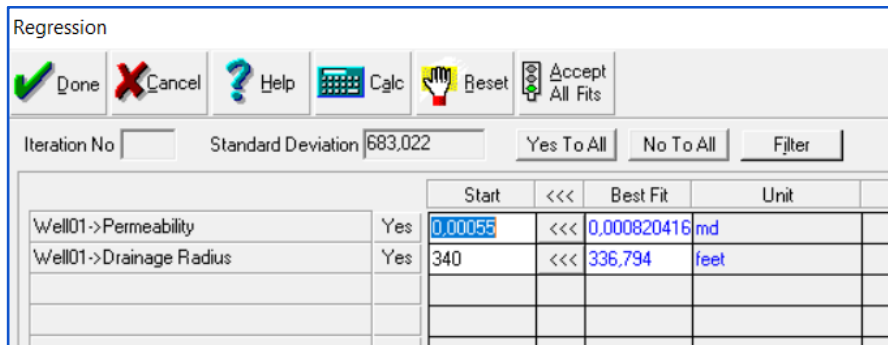 Regression
Done Cancel Help Calc Reset Accept All Fits
Iteration No Standard Deviation 683,022 Yes To All No To All Filter
Start <<< Best Fit Unit
Well01->Permeability Yes 0,00055 <<< 0,000820416 md
Well01->Drainage Radius Yes 340 <<< 336,794 feet